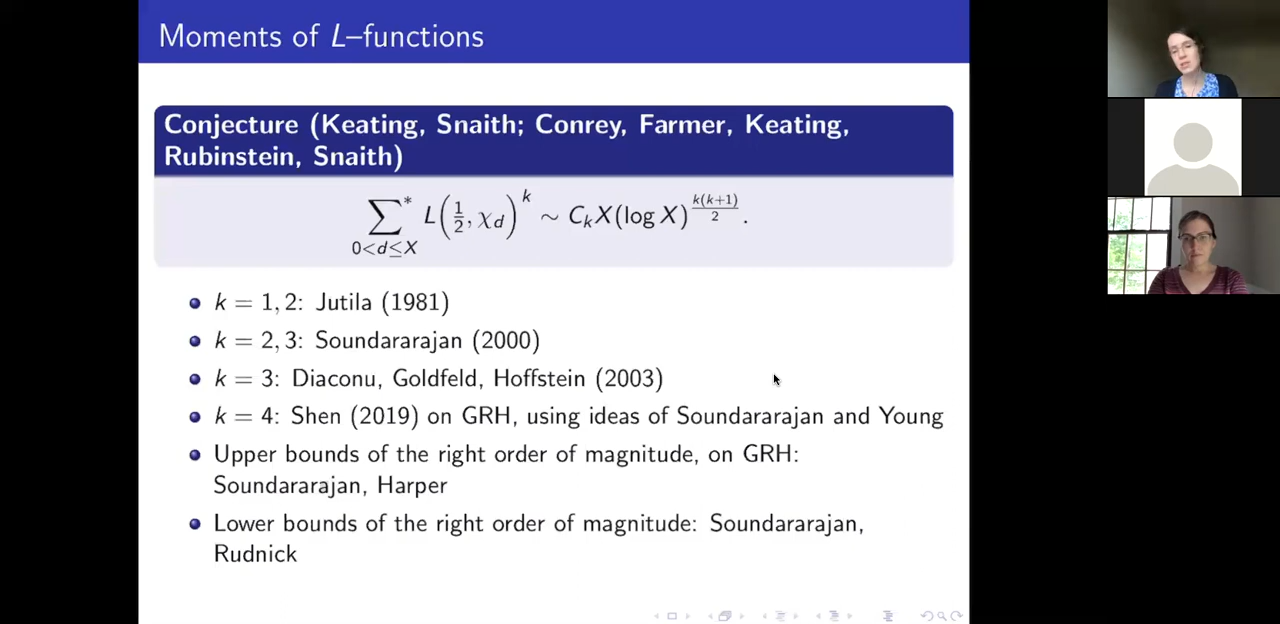 Moments of L–functions
Conjecture (Keating, Snaith; Conrey, Farmer, Keating,
Rubinstein, Snaith)
∑* 0<d≤X L(1/2, χd)^k ∼ CkX(log X)^{k(k+1)/2}.
k = 1, 2: Jutila (1981)
k = 2, 3: Soundararajan (2000)
k = 3: Diaconu, Goldfeld, Hoffstein (2003)
k = 4: Shen (2019) on GRH, using ideas of Soundararajan and Young
Upper bounds of the right order of magnitude, on GRH:
Soundararajan, Harper
Lower bounds of the right order of magnitude: Soundararajan,
Rudnick